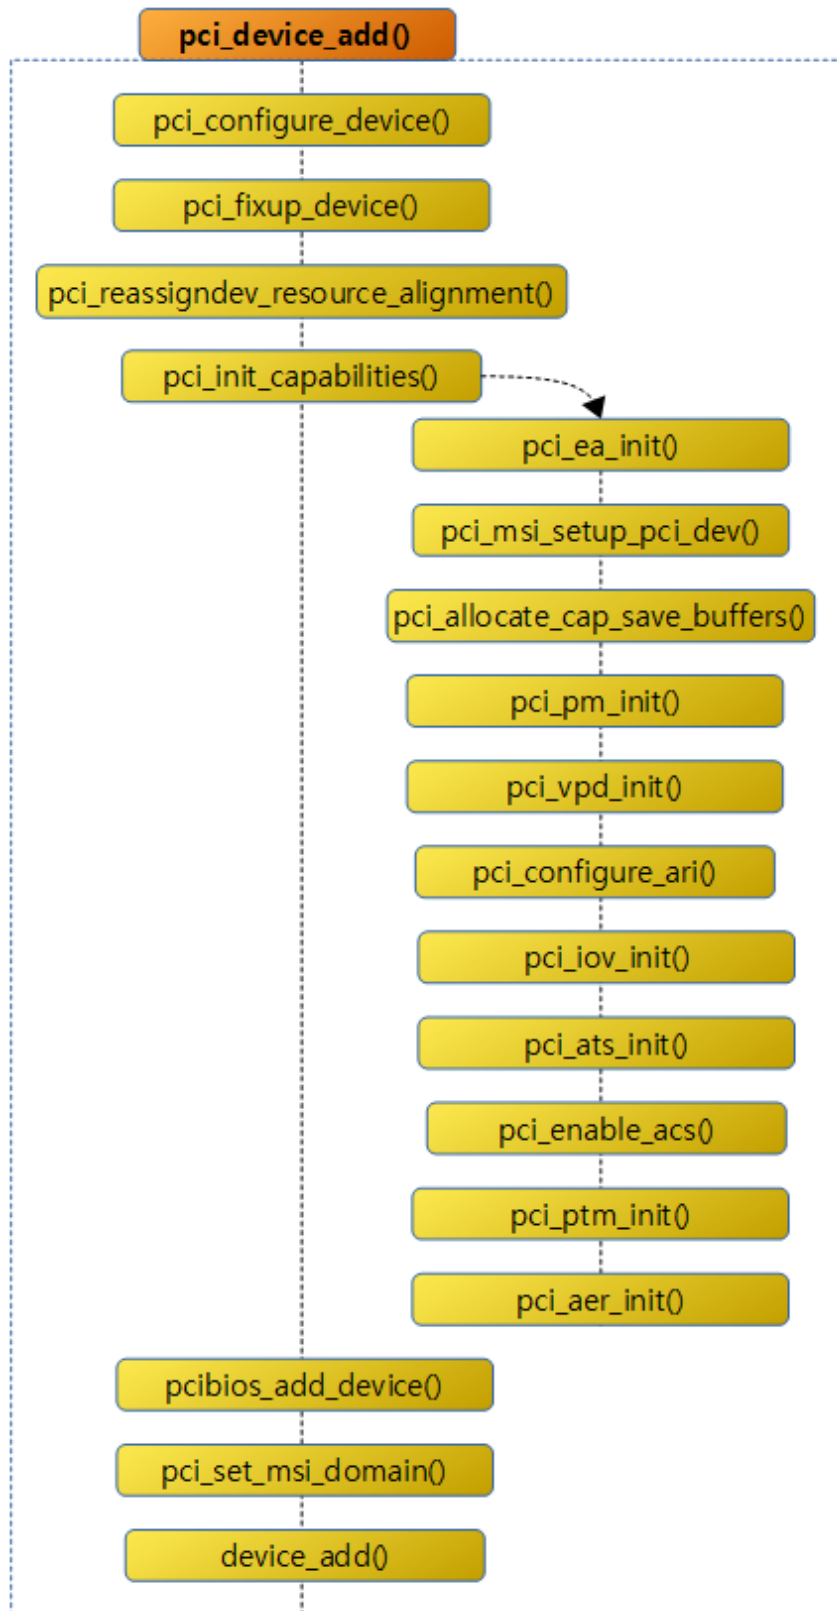 pci_device_add()
pci_configure_device()
pci_fixup_device()
pci_reassigndev_resource_alignment()
pci_init_capabilities()
pci_ea_init()
pci_msi_setup_pci_dev()
pci_allocate_cap_save_buffers()
pci_pm_init()
pci_vpd_init()
pci_configure_ari()
pci_iov_init()
pci_ats_init()
pci_enable_acs()
pci_ptm_init()
pci_aer_init()
pcibios_add_device()
pci_set_msi_domain()
device_add()